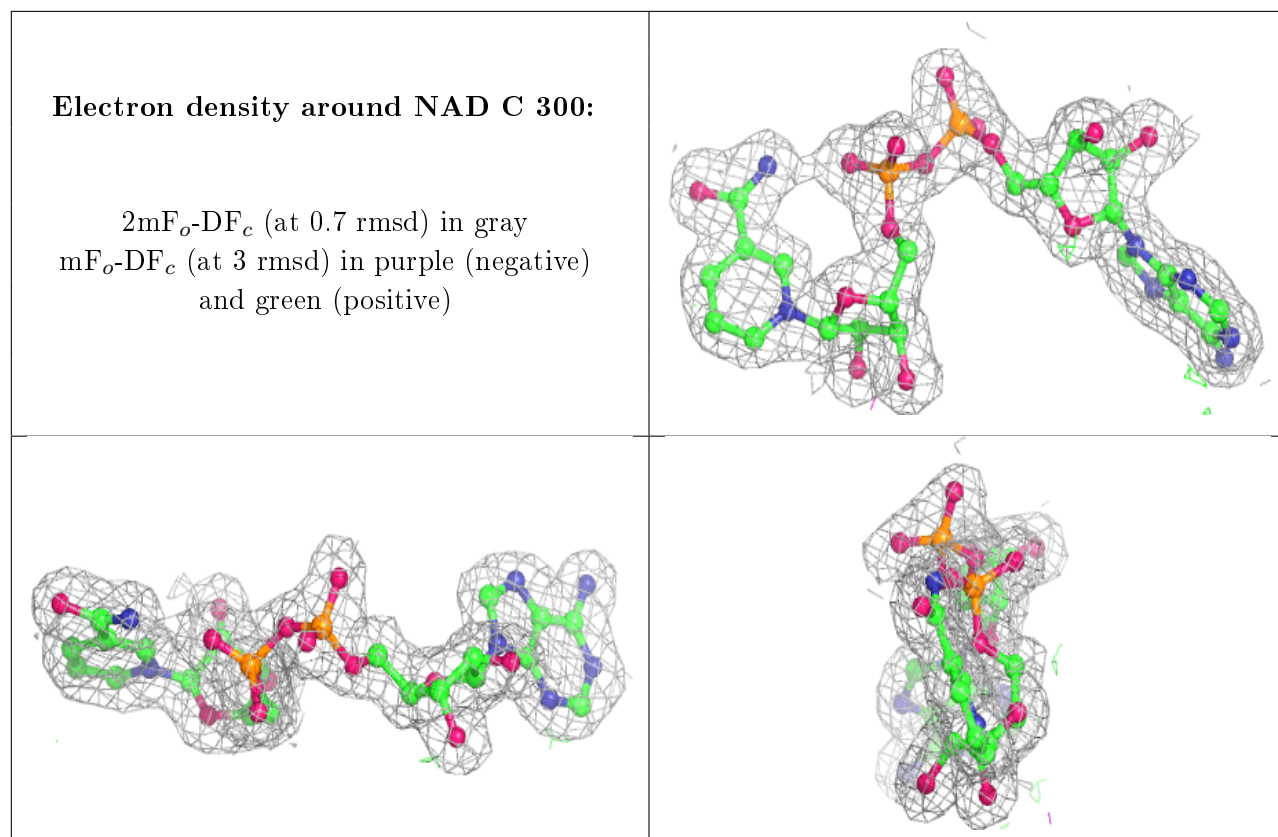 Electron density around NAD C 300:
2mFₒ-DF𝒸 (at 0.7 rmsd) in gray
mFₒ-DF𝒸 (at 3 rmsd) in purple (negative)
and green (positive)